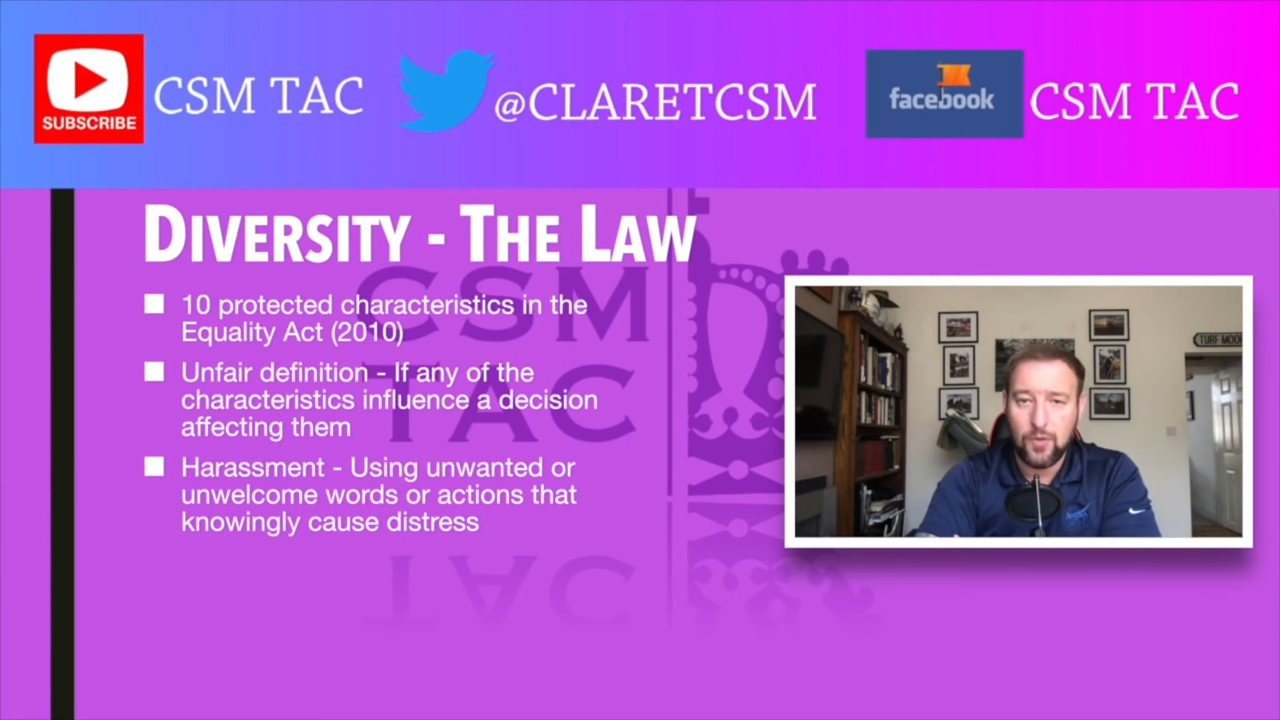 SUBSCRIBE
CSM TAC
@CLARETCSM
facebook
CSM TAC
DIVERSITY - THE LAW
10 protected characteristics in the
Equality Act (2010)
Unfair definition - If any of the
characteristics influence a decision
affecting them
Harassment - Using unwanted or
unwelcome words or actions that
knowingly cause distress
CSM
TAC
TURF MOOR